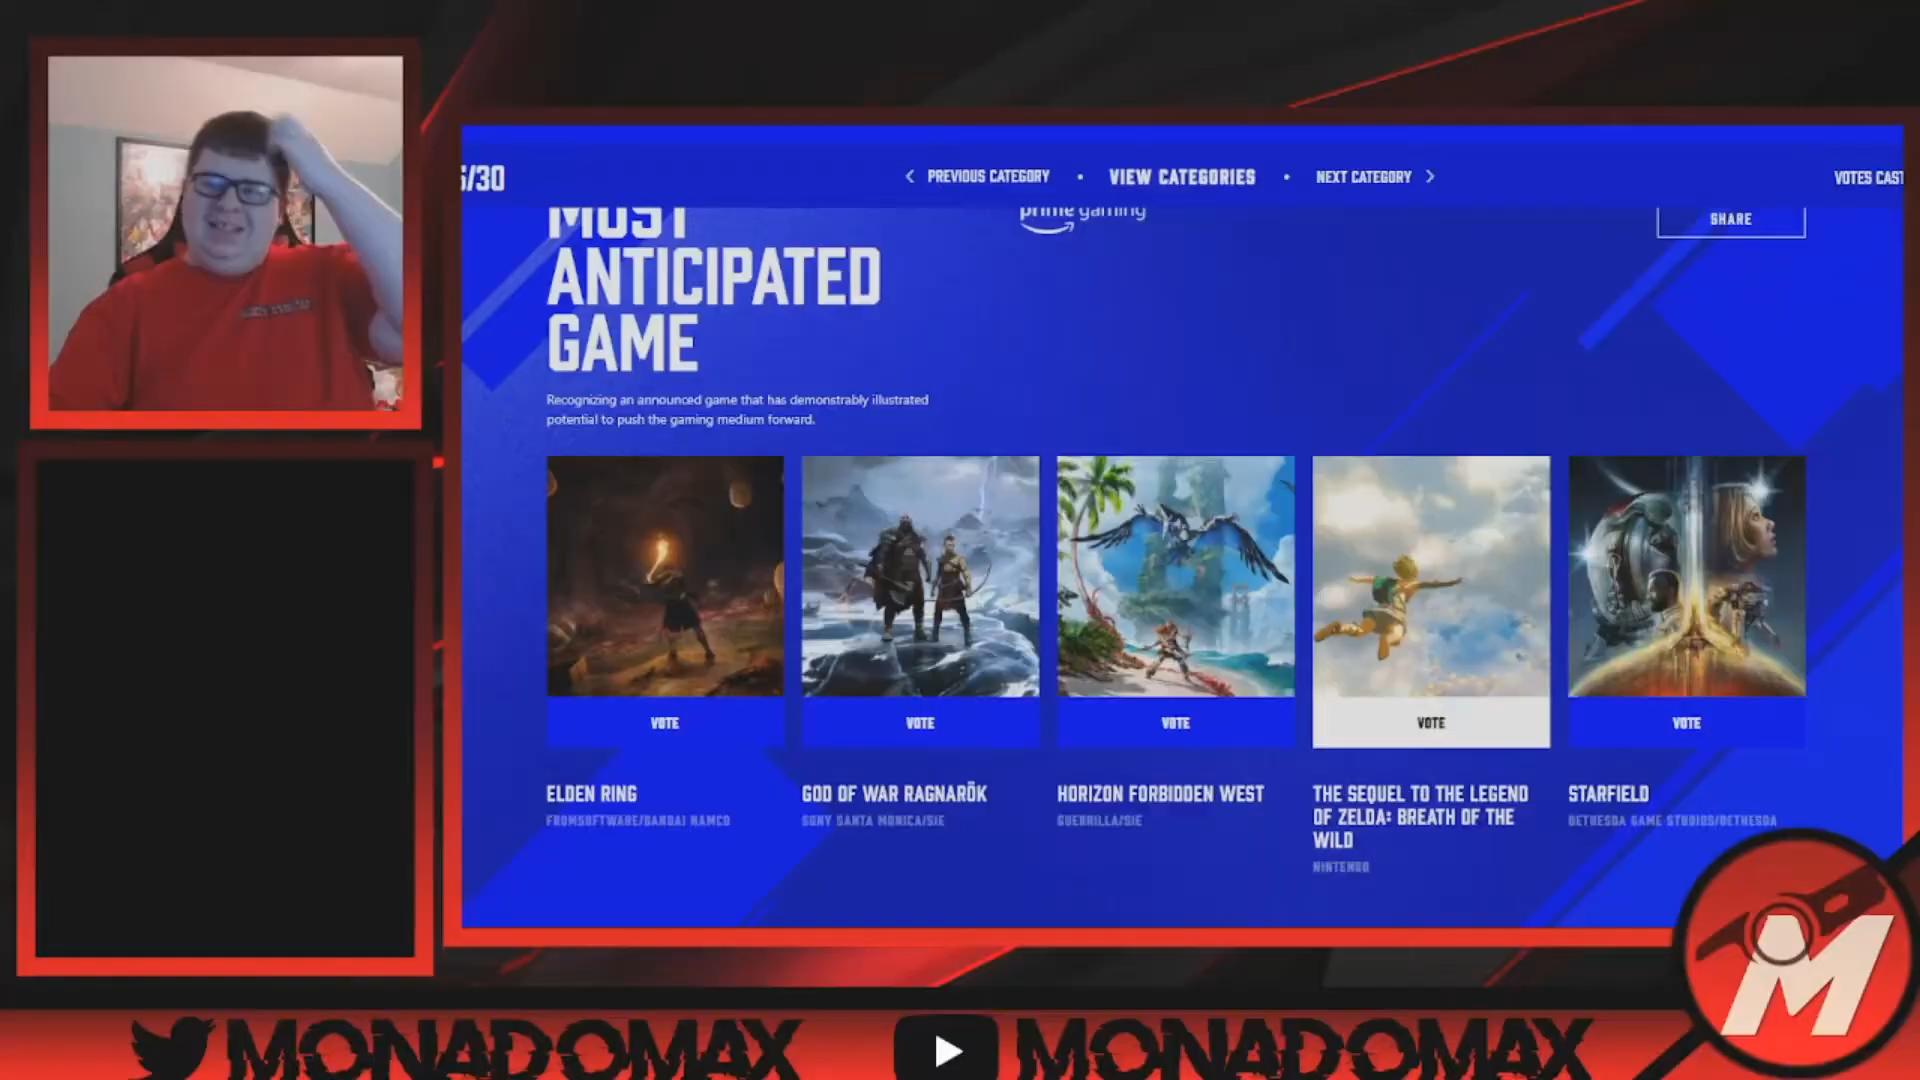 /30
PREVIOUS CATEGORY
VIEW CATEGORIES
NEXT CATEGORY
VOTES CAST
MOST
ANTICIPATED
GAME
prime gaming
SHARE
Recognizing an announced game that has demonstrably illustrated
potential to push the gaming medium forward.
VOTE
VOTE
VOTE
VOTE
VOTE
ELDEN RING
FROMSOFTWARE/BANDAI NAMCO
GOD OF WAR RAGNARÖK
SONY SANTA MONICA/SIE
HORIZON FORBIDDEN WEST
GUERRILLA/SIE
THE SEQUEL TO THE LEGEND
OF ZELDA: BREATH OF THE
WILD
NINTENDO
STARFIELD
BETHESDA GAME STUDIOS/BETHESDA
M
MONADOMAX
MONADOMAX